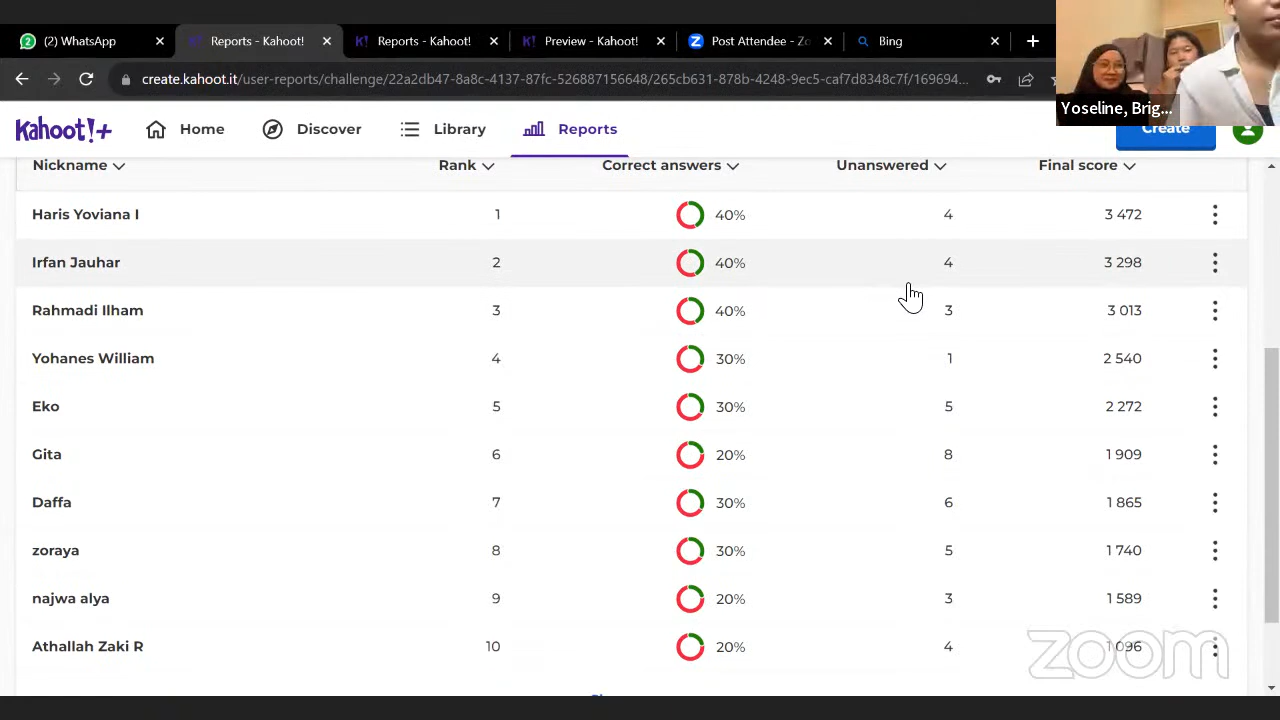 (2) WhatsApp
Reports - Kahoot!
Reports - Kahoot!
Preview - Kahoot!
Post Attendee - Zo
Bing
create.kahoot.it/user-reports/challenge/22a2db47-8a8c-4137-87fc-526887156648/265cb631-878b-4248-9ec5-caf7d8348c7f/169694...
Yoseline, Brig...
Kahoot!+ Home Discover Library Reports Create
Nickname Rank Correct answers Unanswered Final score
Haris Yoviana I 1 40% 4 3 472
Irfan Jauhar 2 40% 4 3 298
Rahmadi Ilham 3 40% 3 3 013
Yohanes William 4 30% 1 2 540
Eko 5 30% 5 2 272
Gita 6 20% 8 1 909
Daffa 7 30% 6 1 865
zoraya 8 30% 5 1 740
najwa alya 9 20% 3 1 589
Athallah Zaki R 10 20% 4 1 096
zoom